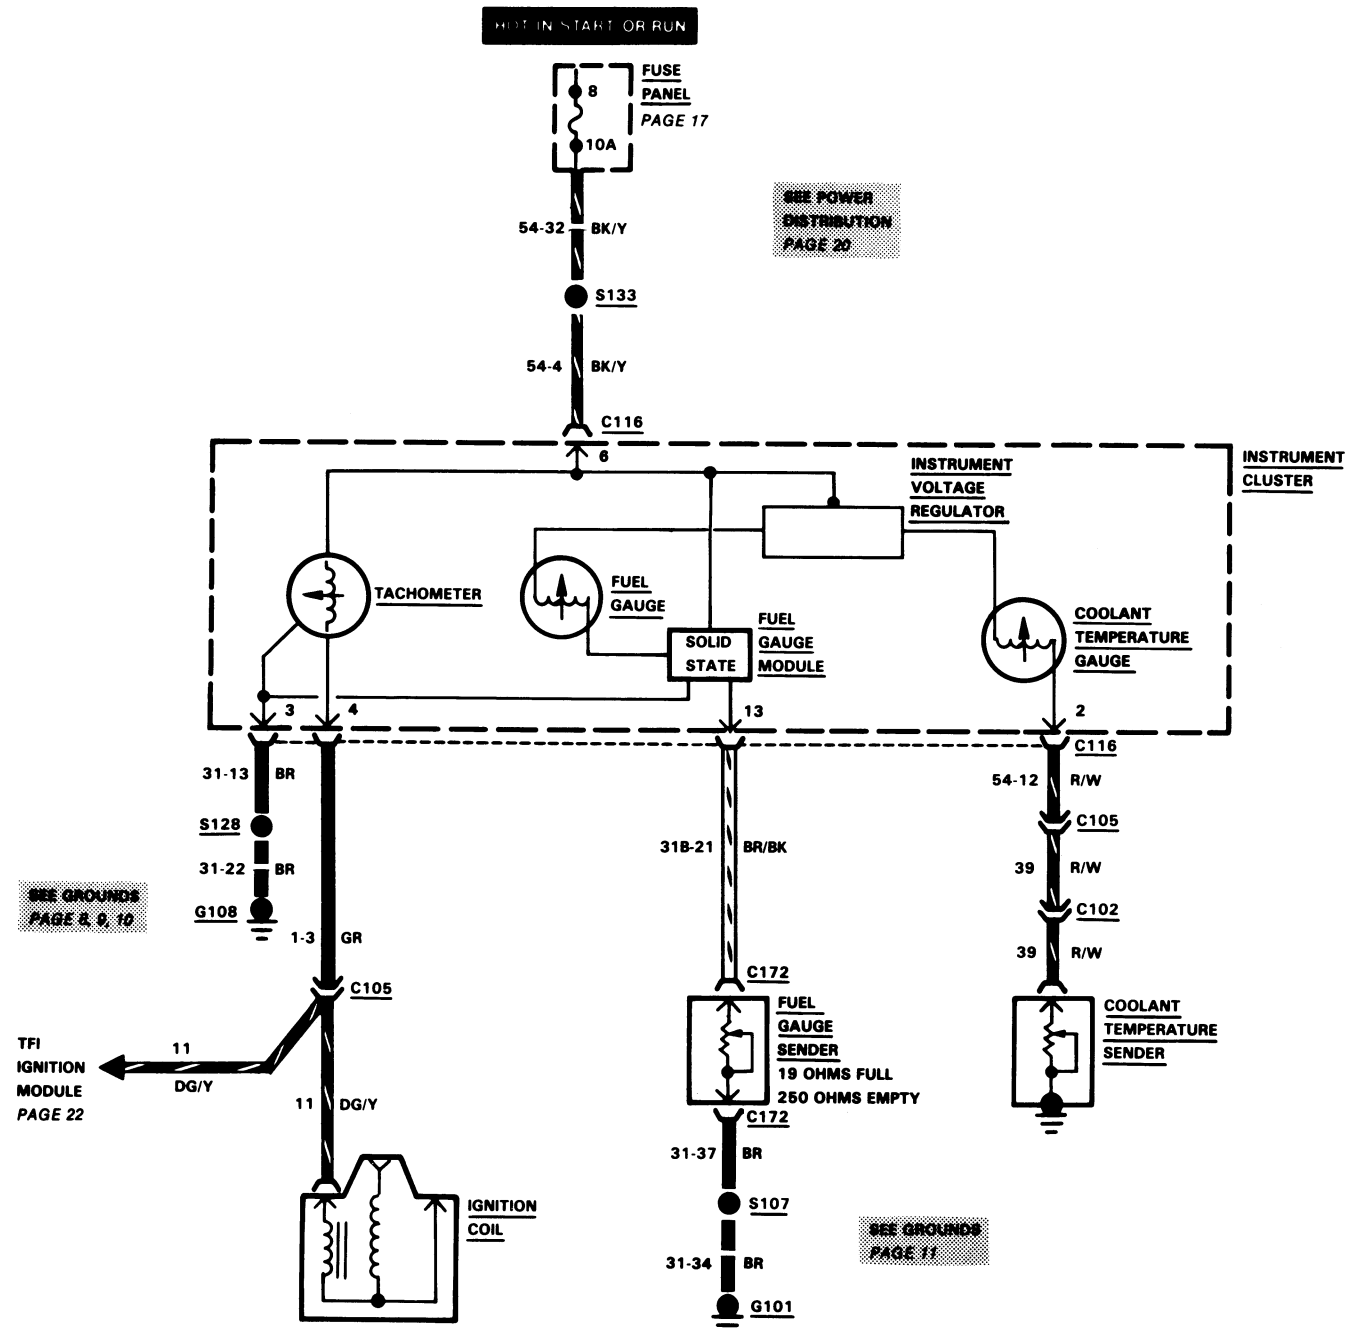 HOT IN START OR RUN
FUSE
PANEL
PAGE 17
8
10A
SEE POWER
DISTRIBUTION
PAGE 20
54-32 BK/Y
S133
54-4 BK/Y
C116
6
INSTRUMENT
CLUSTER
INSTRUMENT
VOLTAGE
REGULATOR
TACHOMETER
FUEL
GAUGE
SOLID
STATE
FUEL
GAUGE
MODULE
COOLANT
TEMPERATURE
GAUGE
3 4 13 2
C116
31-13 BR
54-12 R/W
S128
C105
31-22 BR
31B-21 BR/BK
39 R/W
SEE GROUNDS
PAGE 8, 9, 10
G108
C102
1-3 GR
39 R/W
C105
C172
TFI
IGNITION
MODULE
PAGE 22
11
DG/Y
11 DG/Y
FUEL
GAUGE
SENDER
19 OHMS FULL
250 OHMS EMPTY
COOLANT
TEMPERATURE
SENDER
C172
31-37 BR
IGNITION
COIL
S107
SEE GROUNDS
PAGE 11
31-34 BR
G101